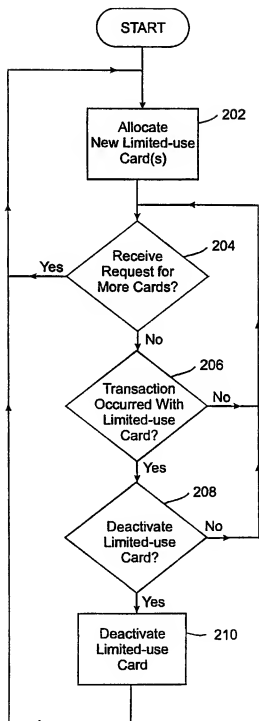 START
202
Allocate
New Limited-use
Card(s)
204
Receive
Request for
More Cards?
Yes
No
206
Transaction
Occurred With
Limited-use
Card?
No
Yes
208
Deactivate
Limited-use
Card?
No
Yes
210
Deactivate
Limited-use
Card